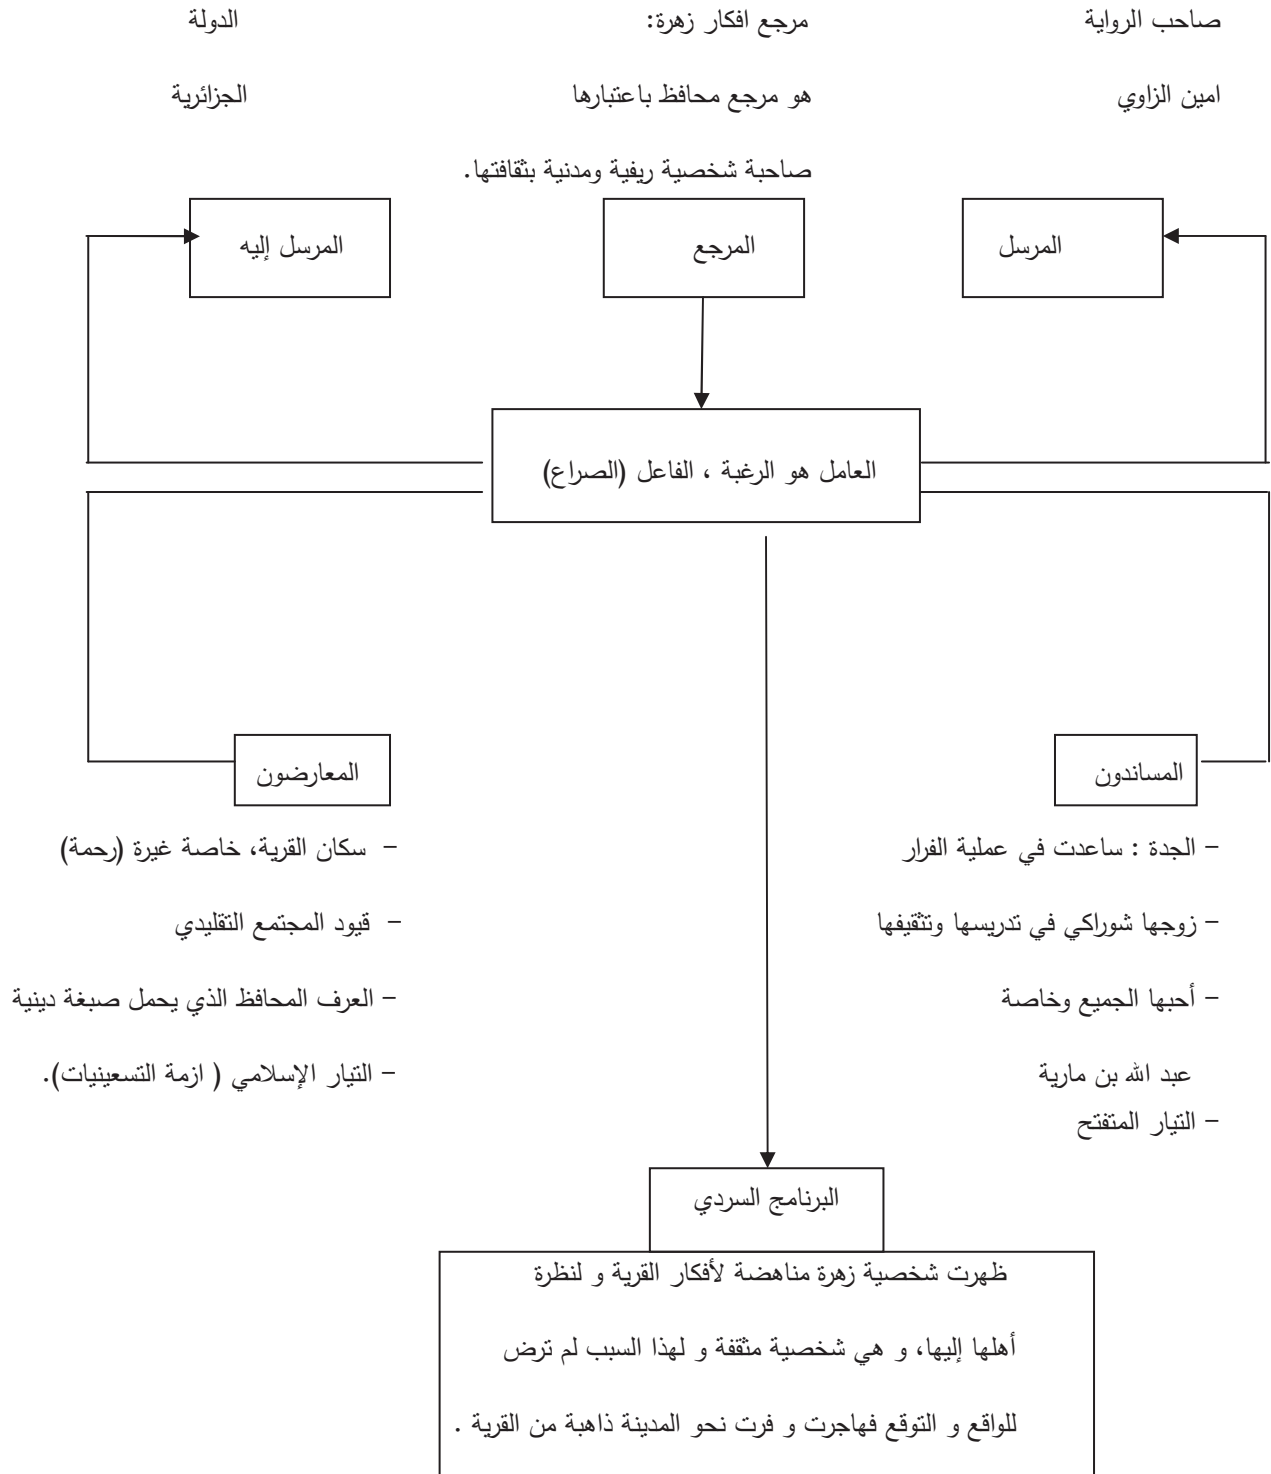 صاحب الرواية
مرجع افكار زهرة:
الدولة
امين الزاوي
هو مرجع محافظ باعتبارها
الجزائرية
صاحبة شخصية ريفية ومدنية بثقافتها.
المرسل
المرجع
المرسل إليه
العامل هو الرغبة ، الفاعل (الصراع)
المساندون
المعارضون
– الجدة : ساعدت في عملية الفرار
– سكان القرية، خاصة غيرة (رحمة)
– زوجها شوراكي في تدريسها وتثقيفها
– قيود المجتمع التقليدي
– أحبها الجميع وخاصة
– العرف المحافظ الذي يحمل صبغة دينية
عبد الله بن مارية
– التيار الإسلامي ( ازمة التسعينيات).
– التيار المتفتح
البرنامج السردي
ظهرت شخصية زهرة مناهضة لأفكار القرية و لنظرة
أهلها إليها، و هي شخصية مثقفة و لهذا السبب لم ترض
للواقع و التوقع فهاجرت و فرت نحو المدينة ذاهبة من القرية .